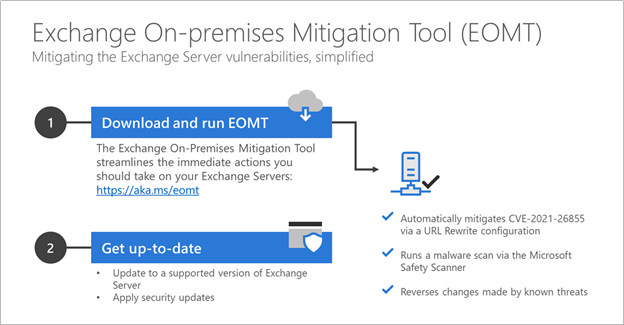 Exchange On-premises Mitigation Tool (EOMT)
Mitigating the Exchange Server vulnerabilities, simplified
1
Download and run EOMT
The Exchange On-Premises Mitigation Tool
streamlines the immediate actions you
should take on your Exchange Servers:
https://aka.ms/eomt
2
Get up-to-date
• Update to a supported version of Exchange
Server
• Apply security updates
Automatically mitigates CVE-2021-26855
via a URL Rewrite configuration
Runs a malware scan via the Microsoft
Safety Scanner
Reverses changes made by known threats